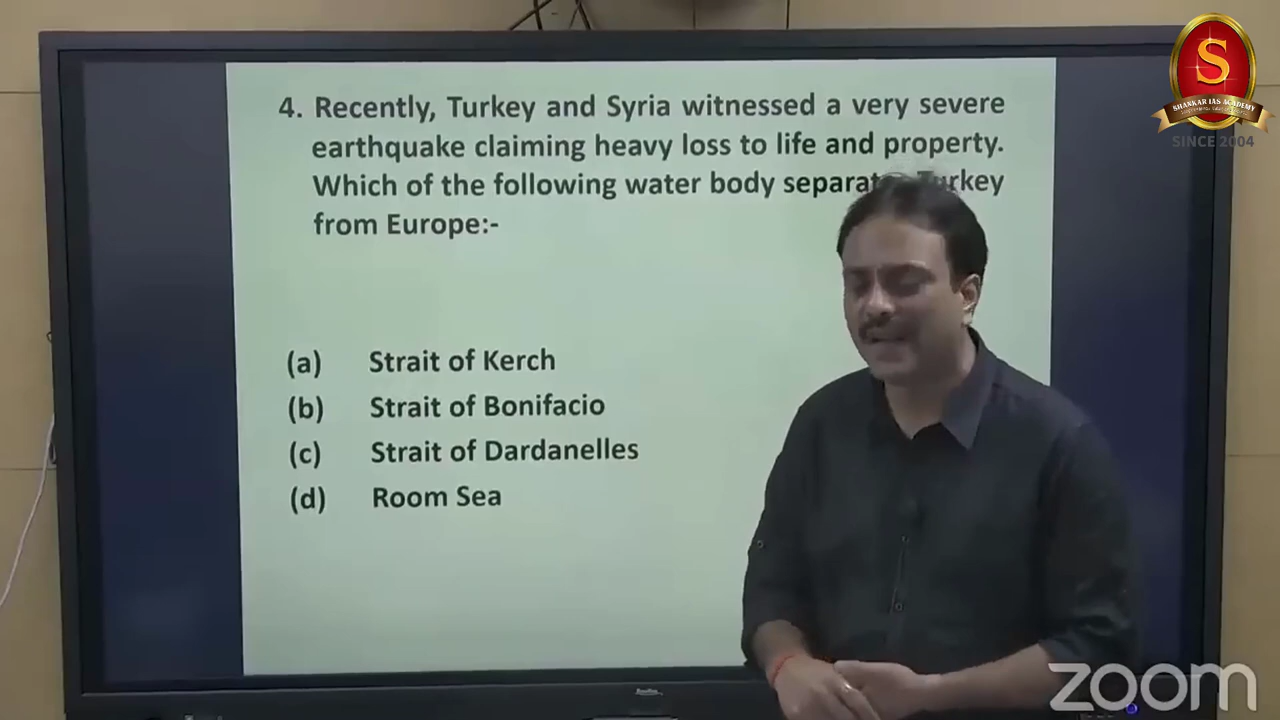 4. Recently, Turkey and Syria witnessed a very severe
earthquake claiming heavy loss to life and property.
Which of the following water body
from Europe:-
(a) Strait of Kerch
(b) Strait of Bonifacio
(c) Strait of Dardanelles
(d) Room Sea
S
SHANKAR IAS ACADEMY
SINCE 2004
zoom